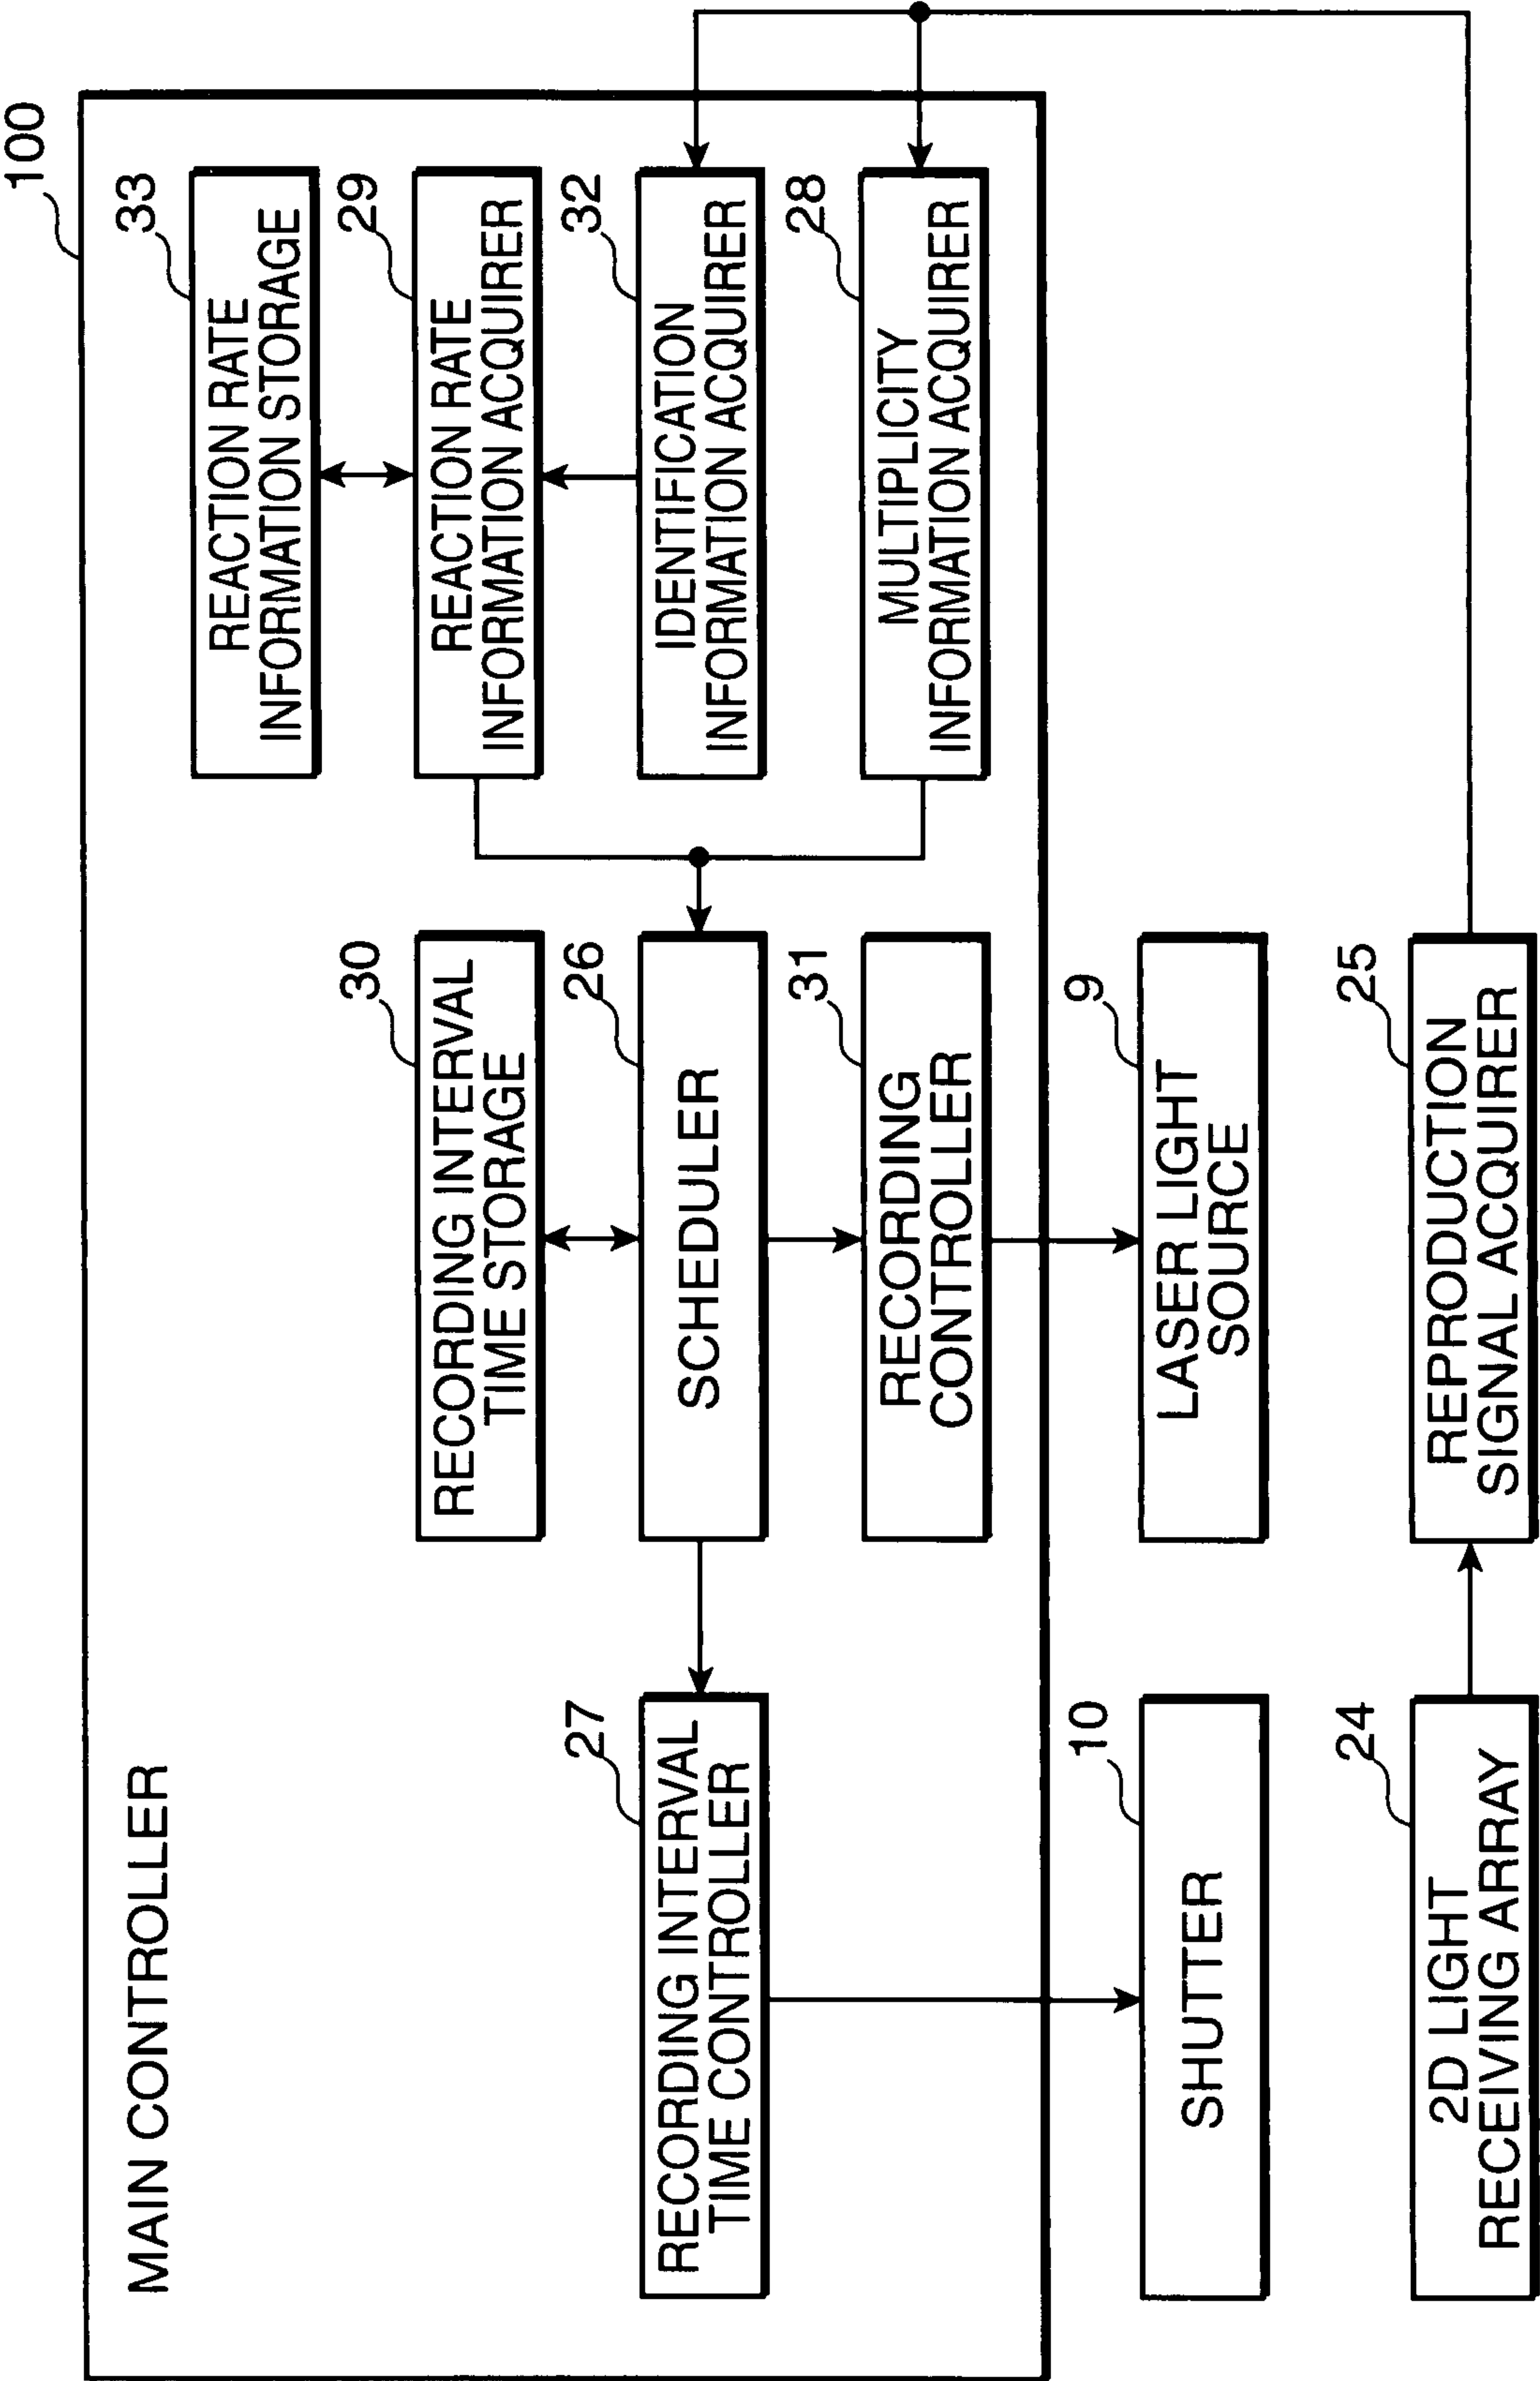 100
MAIN CONTROLLER
33
REACTION RATE
INFORMATION STORAGE
30
RECORDING INTERVAL
TIME STORAGE
29
REACTION RATE
INFORMATION ACQUIRER
27
RECORDING INTERVAL
TIME CONTROLLER
26
SCHEDULER
32
IDENTIFICATION
INFORMATION ACQUIRER
31
RECORDING
CONTROLLER
28
MULTIPLICITY
INFORMATION ACQUIRER
10
SHUTTER
9
LASER LIGHT
SOURCE
24
2D LIGHT
RECEIVING ARRAY
25
REPRODUCTION
SIGNAL ACQUIRER